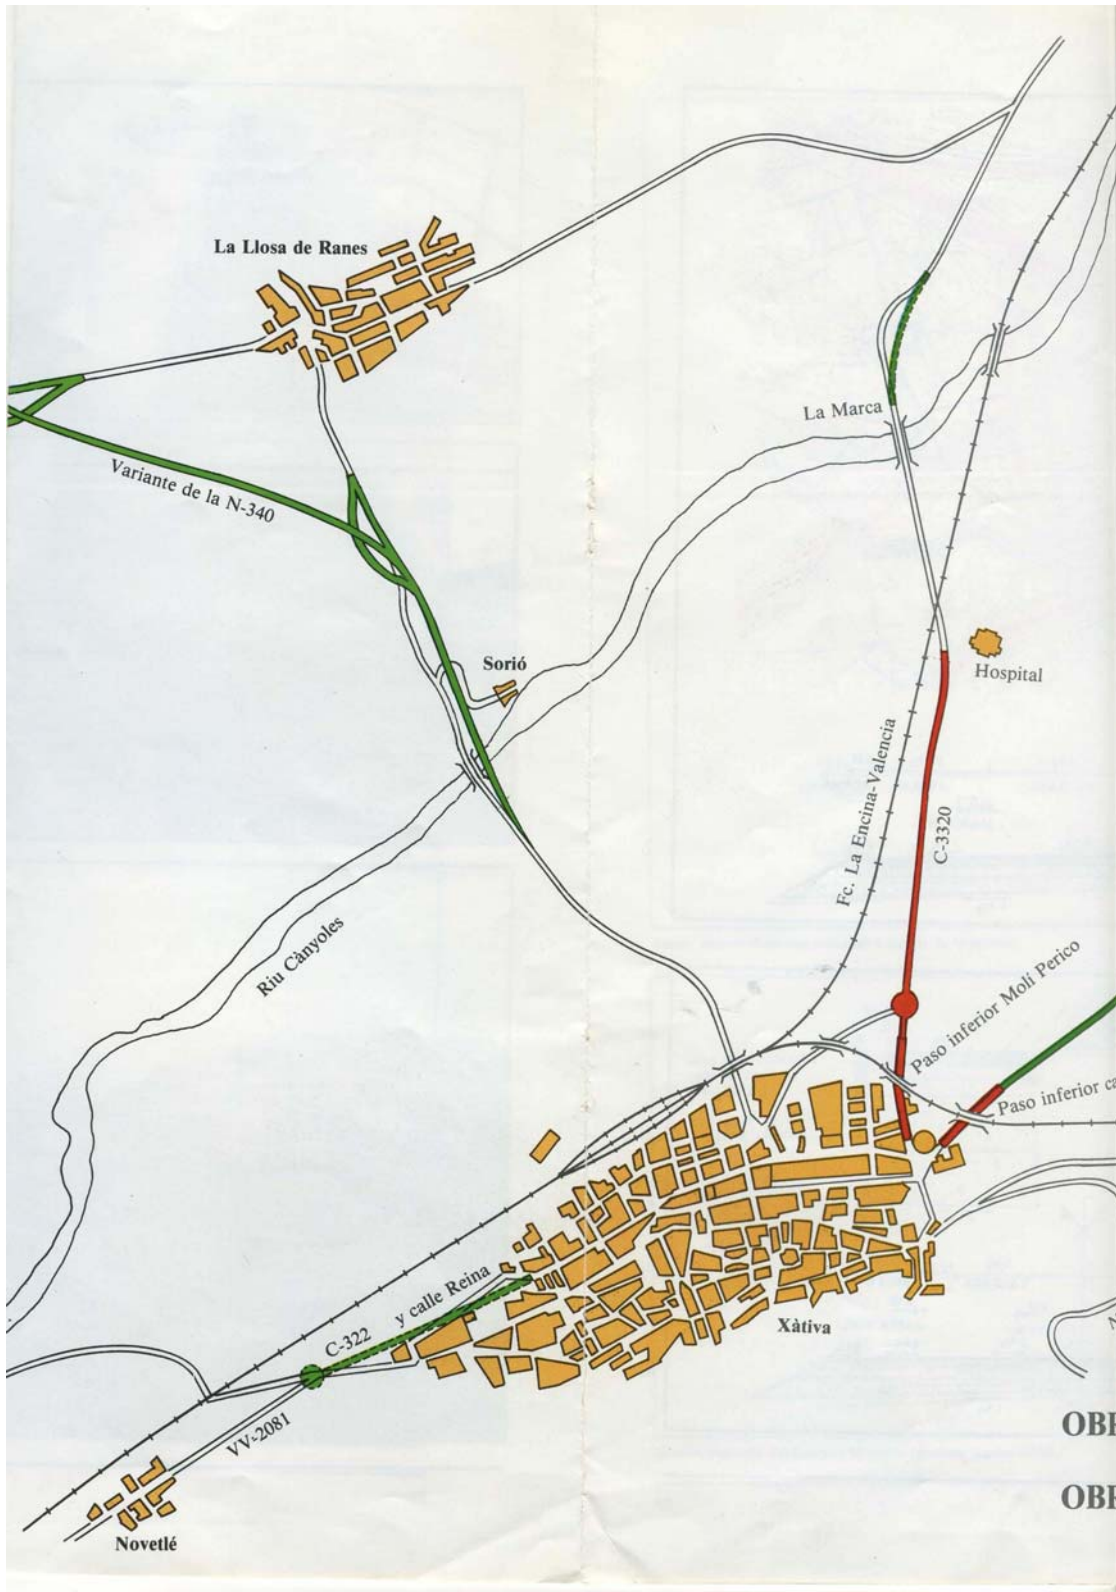 La Llosa de Ranes
La Marca
Variante de la N-340
Sorió
Hospital
Fc. La Encina-Valencia
C-3320
Riu Cànyoles
Paso inferior Molí Perico
Paso inferior ca
C-322 y calle Reina
Xàtiva
VV-2081
Novetlé